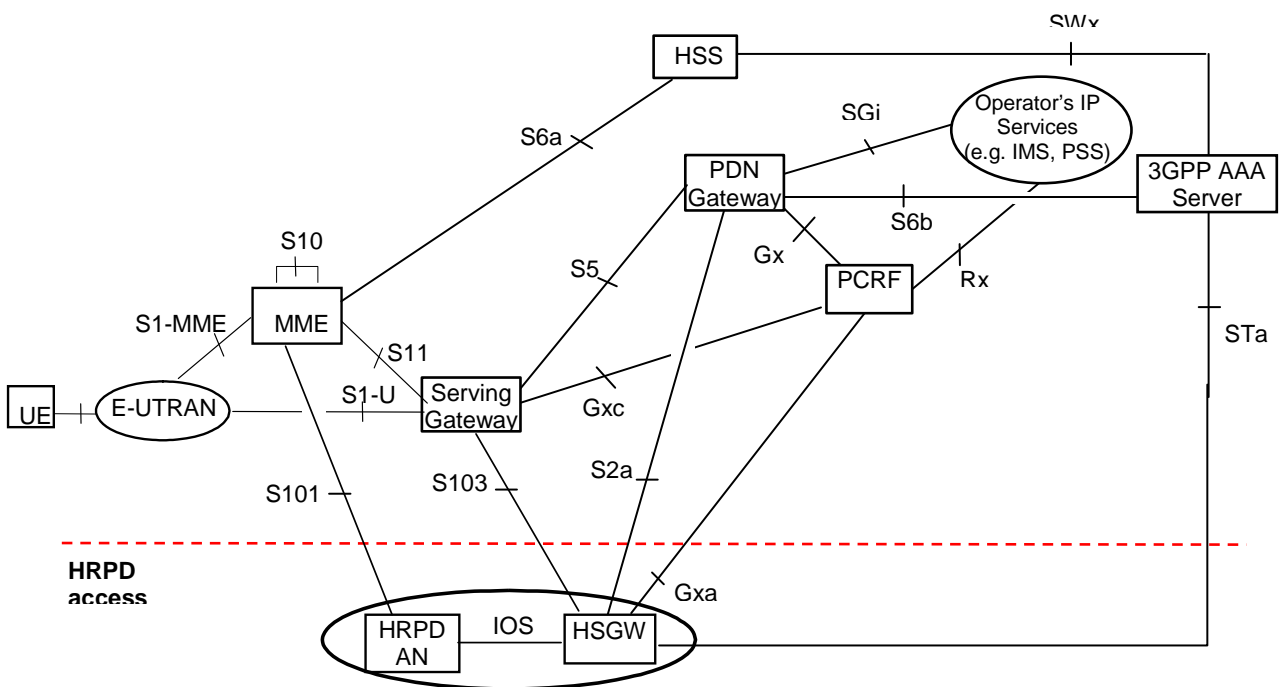 SWx
HSS
Operator's IP
Services
(e.g. IMS, PSS)
SGi
S6a
PDN
Gateway
3GPP AAA
Server
S6b
S10
Gx
S5
PCRF
Rx
S1-MME
MME
STa
S11
S1-U
Serving
Gateway
Gxc
UE
E-UTRAN
S2a
S101
S103
HRPD
access
Gxa
HRPD
AN
IOS
HSGW